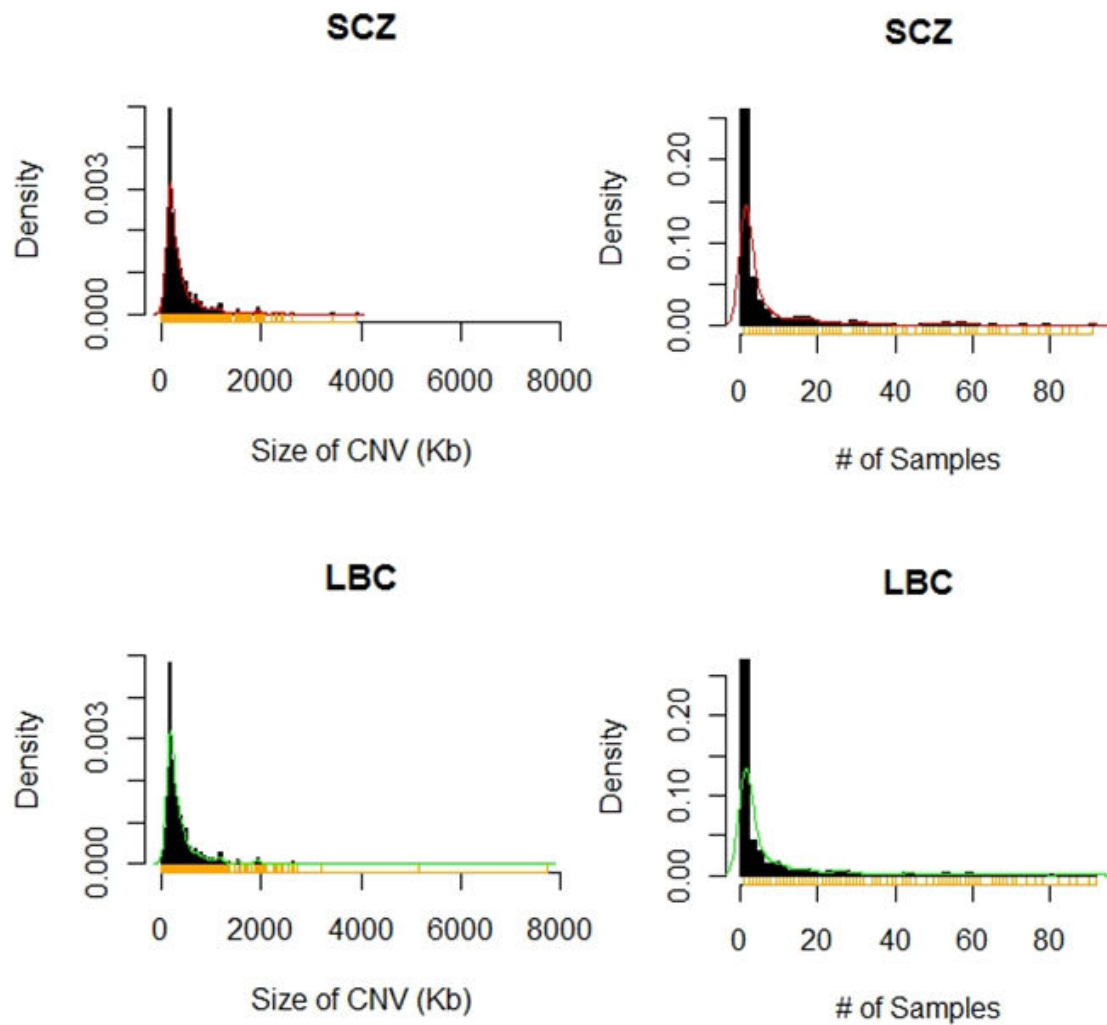 SCZ
Density
0.003
0.000
0 2000 4000 6000 8000
Size of CNV (Kb)
SCZ
Density
0.20
0.10
0.00
0 20 40 60 80
# of Samples
LBC
Density
0.003
0.000
0 2000 4000 6000 8000
Size of CNV (Kb)
LBC
Density
0.20
0.10
0.00
0 20 40 60 80
# of Samples